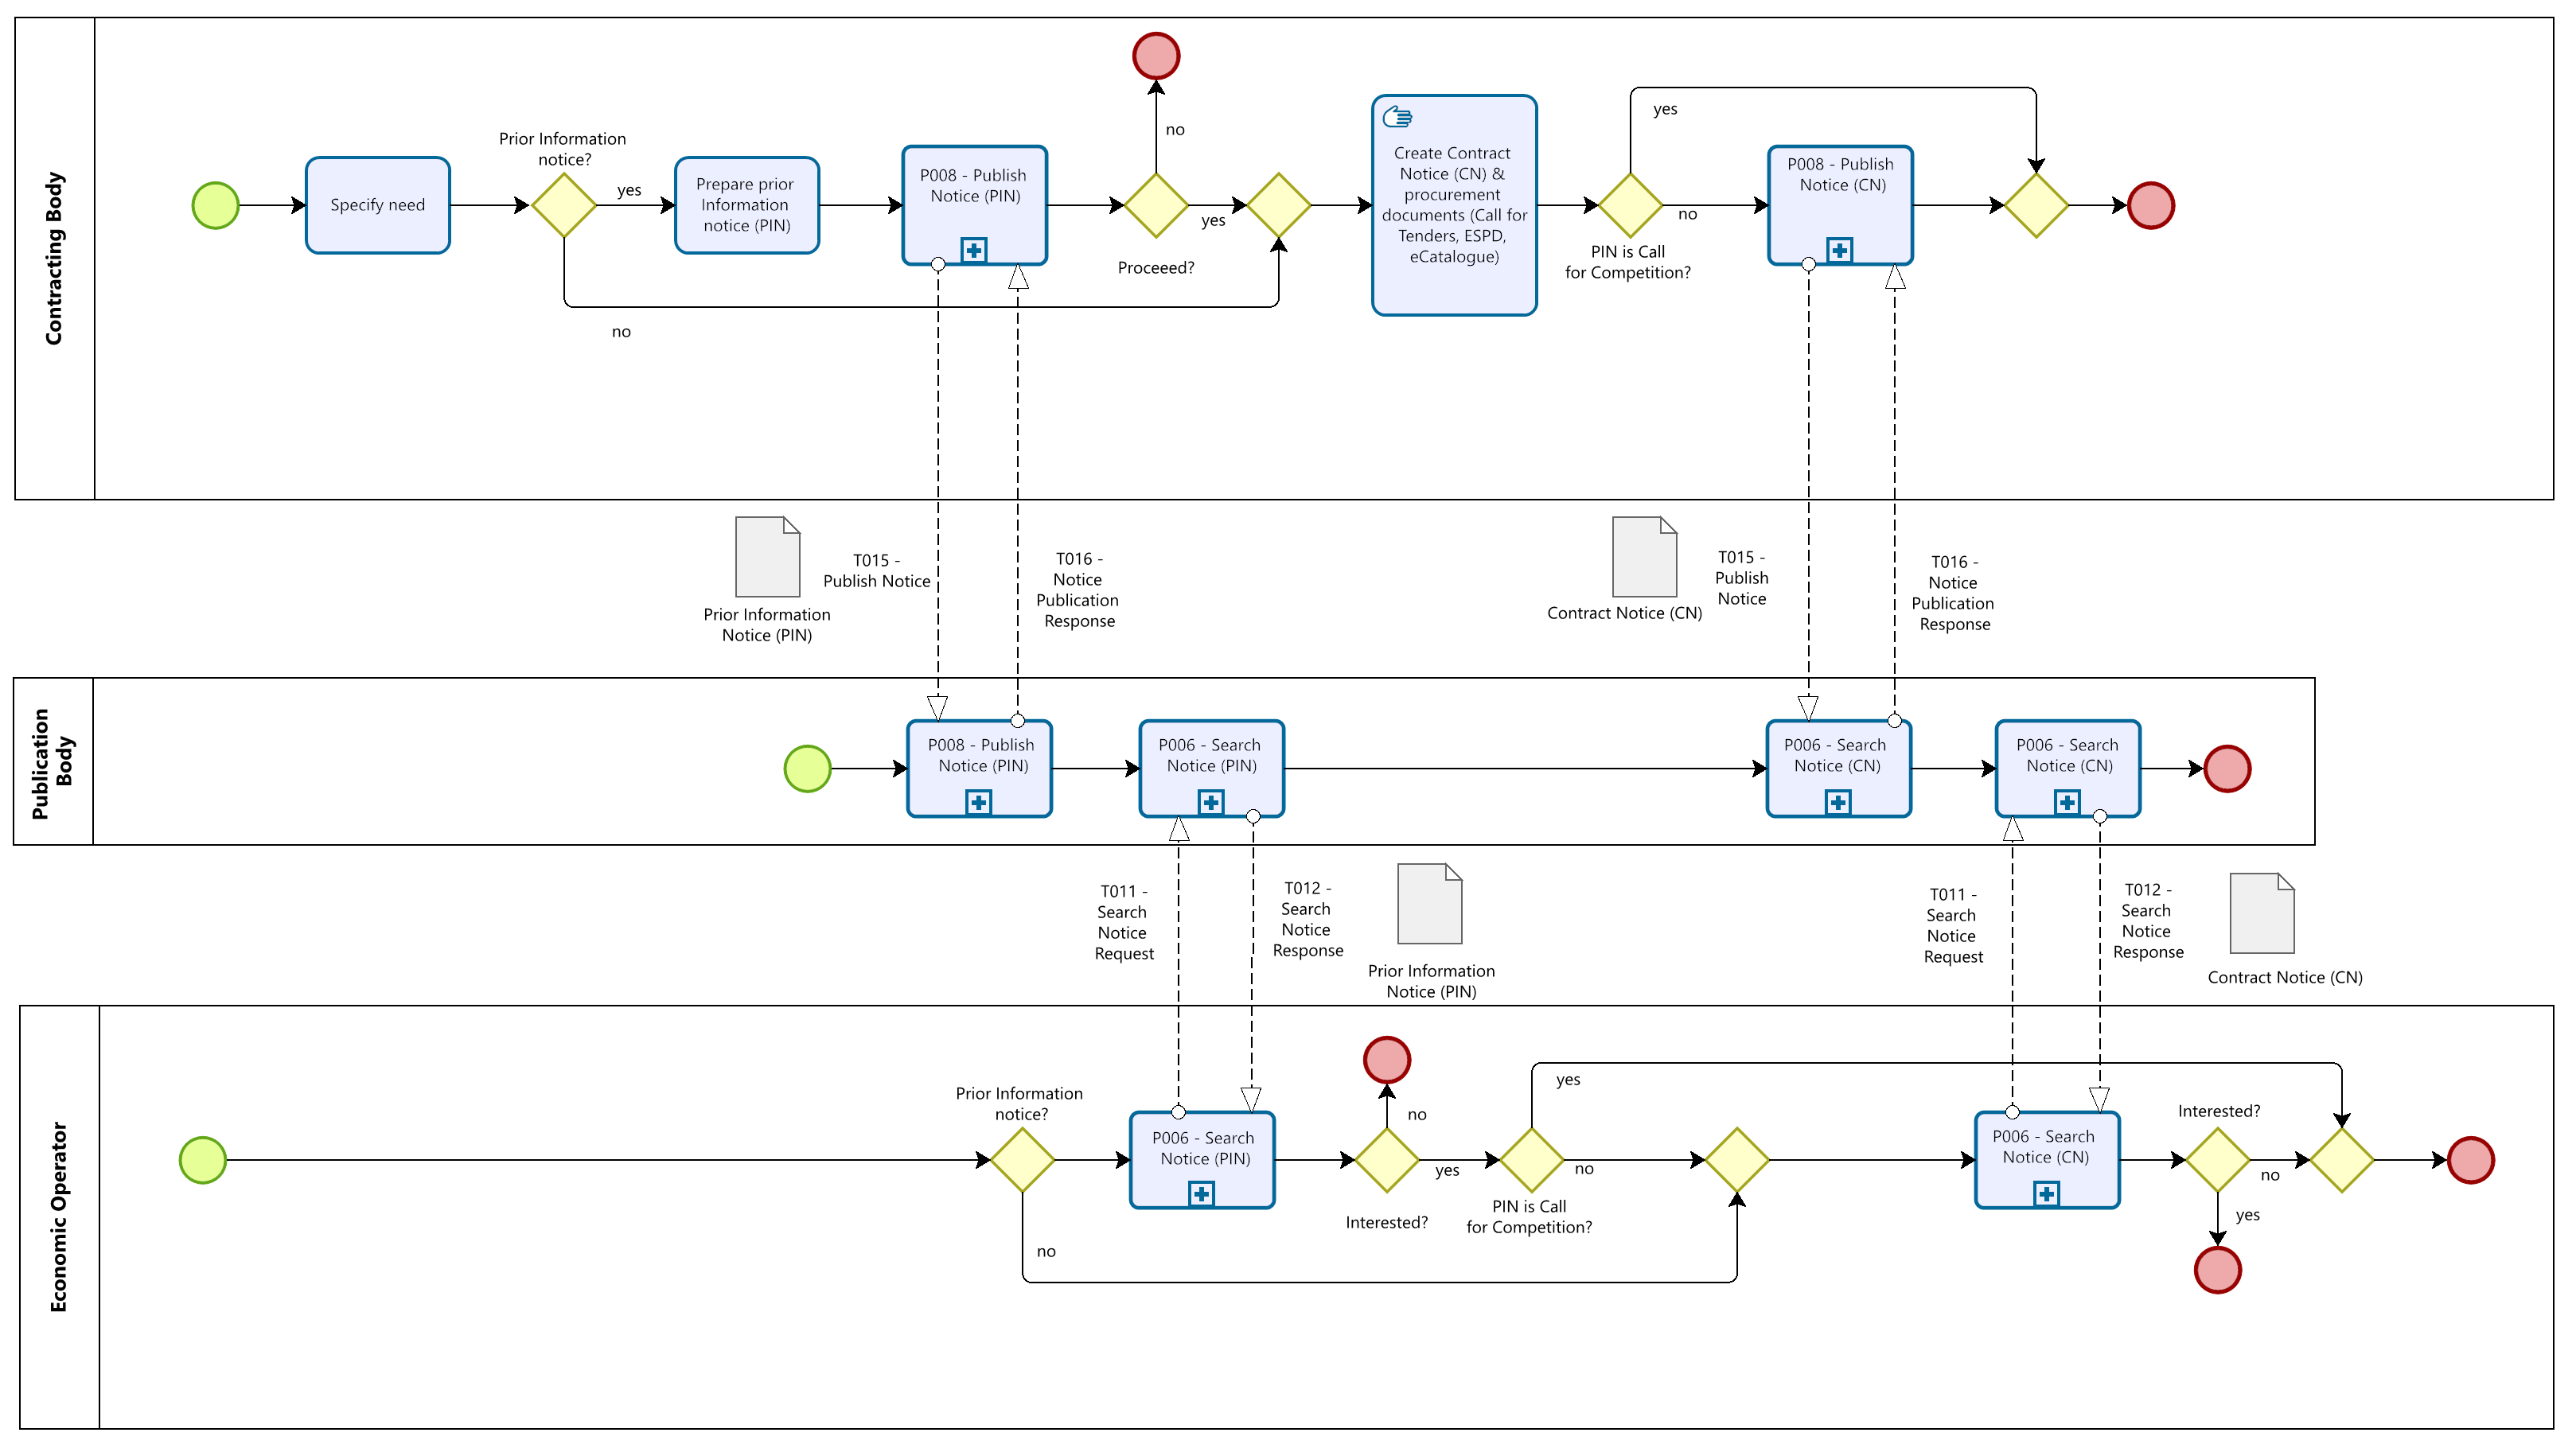 Contracting Body
Specify need
Prior Information
notice?
yes
no
Prepare prior
Information
notice (PIN)
P008 - Publish
Notice (PIN)
no
yes
Proceeed?
Create Contract
Notice (CN) &
procurement
documents (Call for
Tenders, ESPD,
eCatalogue)
yes
no
PIN is Call
for Competition?
P008 - Publish
Notice (CN)
Prior Information
Notice (PIN)
T015 -
Publish Notice
T016 -
Notice
Publication
Response
Contract Notice (CN)
T015 -
Publish
Notice
T016 -
Notice
Publication
Response
Publication
Body
P008 - Publish
Notice (PIN)
P006 - Search
Notice (PIN)
P006 - Search
Notice (CN)
P006 - Search
Notice (CN)
T011 -
Search
Notice
Request
T012 -
Search
Notice
Response
Prior Information
Notice (PIN)
T011 -
Search
Notice
Request
T012 -
Search
Notice
Response
Contract Notice (CN)
Economic Operator
Prior Information
notice?
no
P006 - Search
Notice (PIN)
no
yes
Interested?
yes
no
PIN is Call
for Competition?
P006 - Search
Notice (CN)
Interested?
no
yes